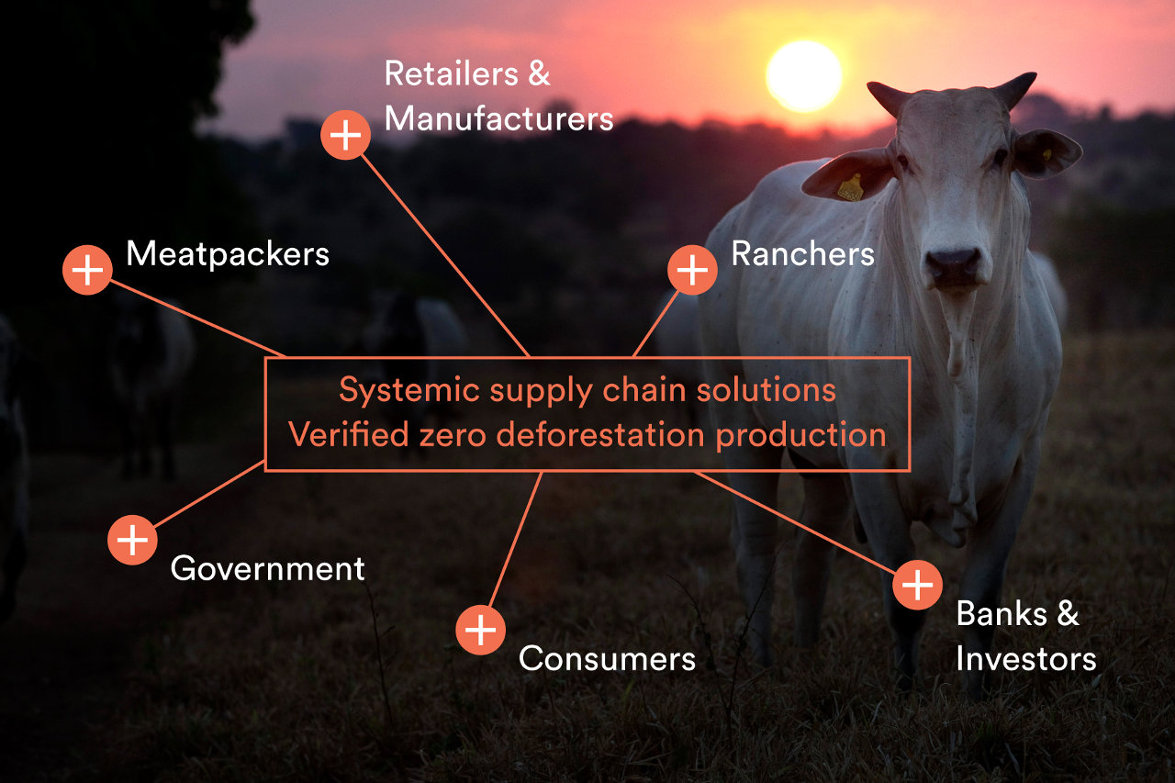 Retailers &
Manufacturers
Meatpackers
Ranchers
Systemic supply chain solutions
Verified zero deforestation production
Government
Consumers
Banks &
Investors